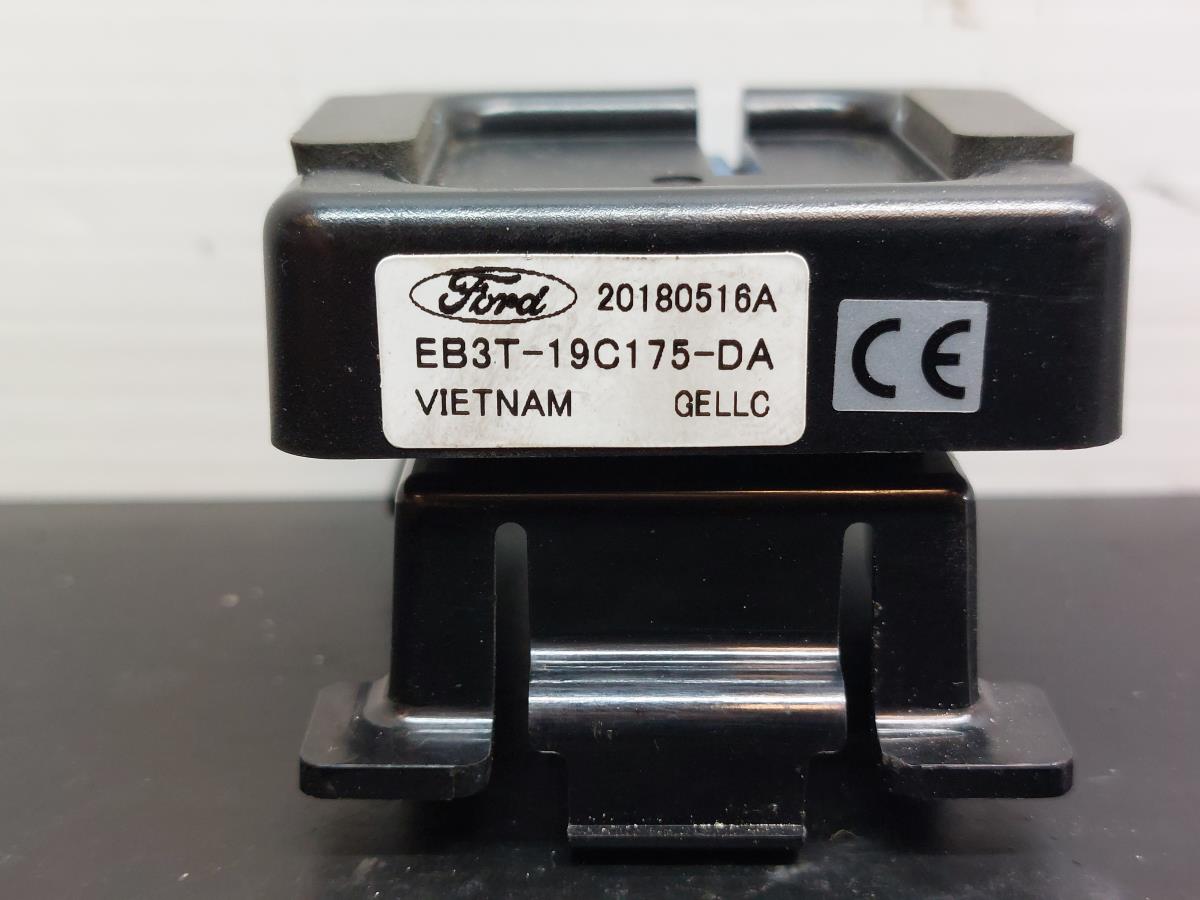 Ford 20180516A
EB3T-19C175-DA
VIETNAM GELLC
CE